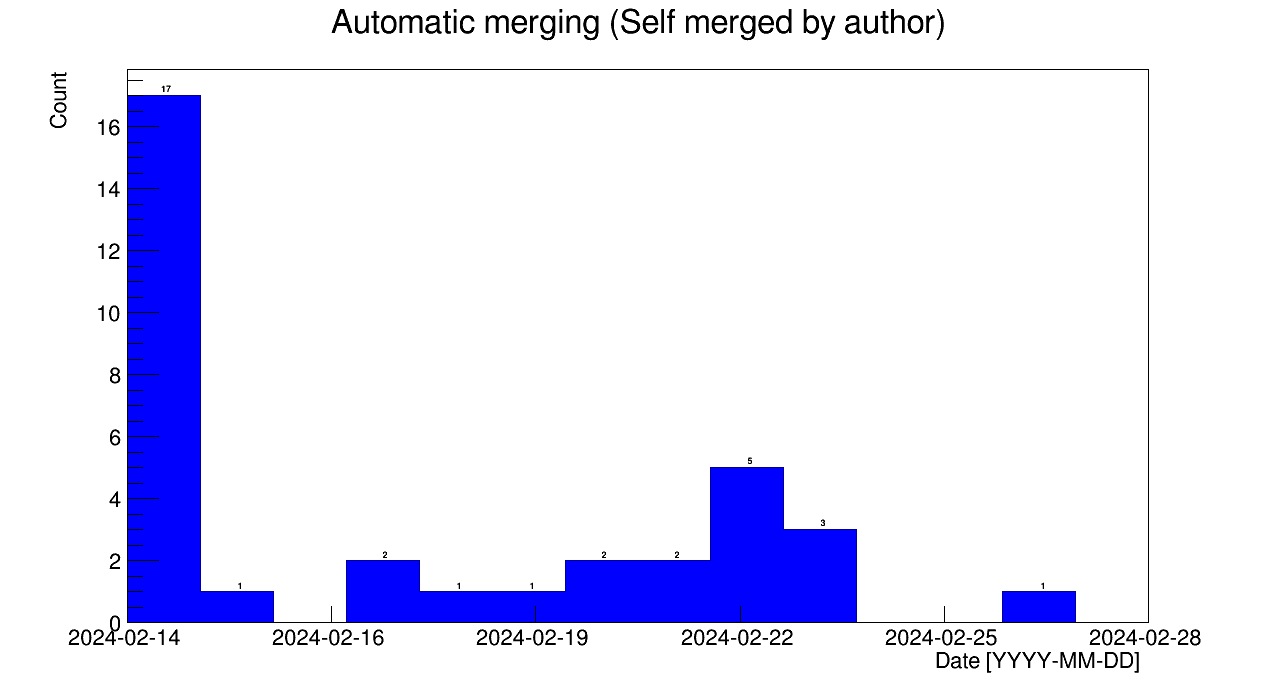 Automatic merging (Self merged by author)
Count
17
16
14
12
10
8
6
5
4
3
2
2 2 2
1 1 1 1
0
2024-02-14 2024-02-16 2024-02-19 2024-02-22 2024-02-25 2024-02-28
Date [YYYY-MM-DD]